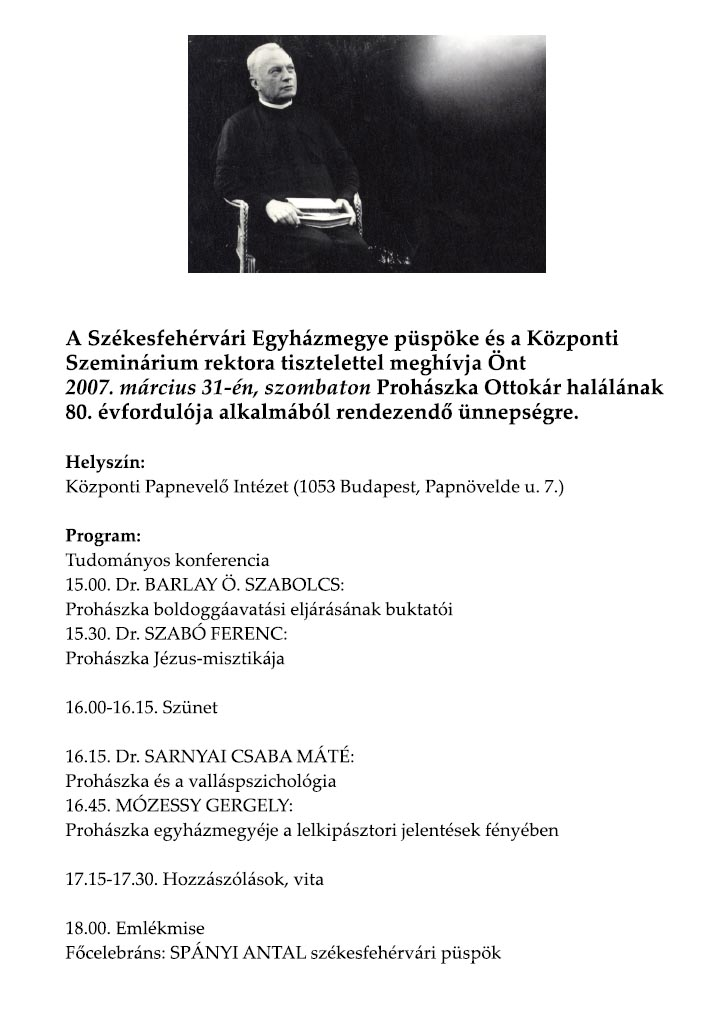 A Székesfehérvári Egyházmegye püspöke és a Központi
Szeminárium rektora tisztelettel meghívja Önt
2007. március 31-én, szombaton Prohászka Ottokár halálának
80. évfordulója alkalmából rendezendő ünnepségre.
Helyszín:
Központi Papnevelő Intézet (1053 Budapest, Papnövelde u. 7.)
Program:
Tudományos konferencia
15.00. Dr. BARLAY Ö. SZABOLCS:
Prohászka boldoggáavatási eljárásának buktatói
15.30. Dr. SZABÓ FERENC:
Prohászka Jézus-misztikája
16.00-16.15. Szünet
16.15. Dr. SARNYAI CSABA MÁTÉ:
Prohászka és a valláspszichológia
16.45. MÓZESSY GERGELY:
Prohászka egyházmegyéje a lelkipásztori jelentések fényében
17.15-17.30. Hozzászólások, vita
18.00. Emlékmise
Főcelebráns: SPÁNYI ANTAL székesfehérvári püspök